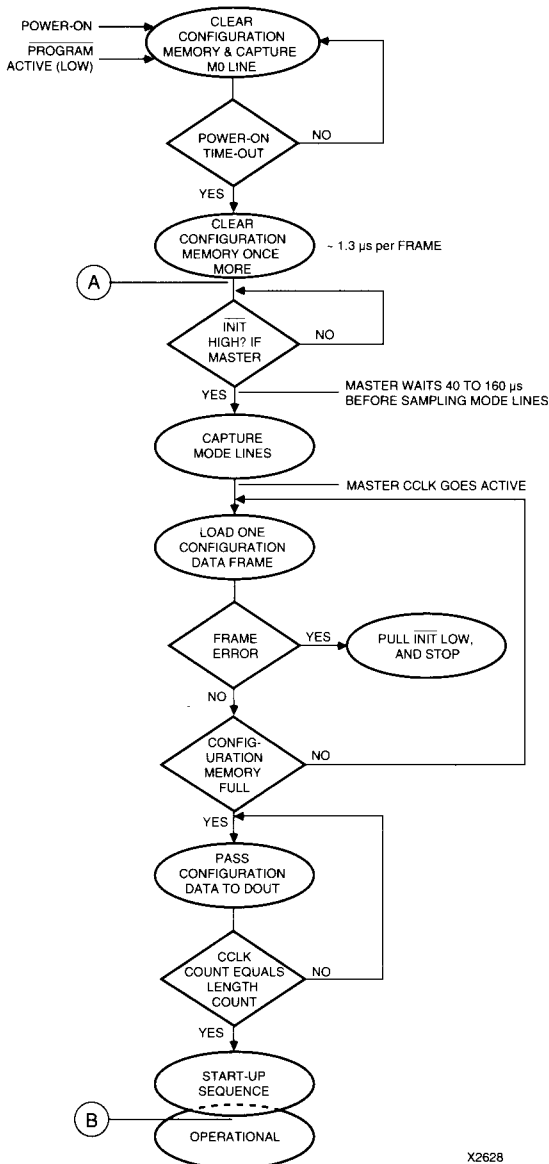 POWER-ON
PROGRAM
ACTIVE (LOW)
CLEAR
CONFIGURATION
MEMORY & CAPTURE
M0 LINE
POWER-ON
TIME-OUT
NO
YES
CLEAR
CONFIGURATION
MEMORY ONCE
MORE
~ 1.3 µs per FRAME
A
INIT
HIGH? IF
MASTER
NO
YES
MASTER WAITS 40 TO 160 µs
BEFORE SAMPLING MODE LINES
CAPTURE
MODE LINES
MASTER CCLK GOES ACTIVE
LOAD ONE
CONFIGURATION
DATA FRAME
FRAME
ERROR
YES
PULL INIT LOW,
AND STOP
NO
CONFIG-
URATION
MEMORY
FULL
NO
YES
PASS
CONFIGURATION
DATA TO DOUT
CCLK
COUNT EQUALS
LENGTH
COUNT
NO
YES
START-UP
SEQUENCE
B
OPERATIONAL
X2628